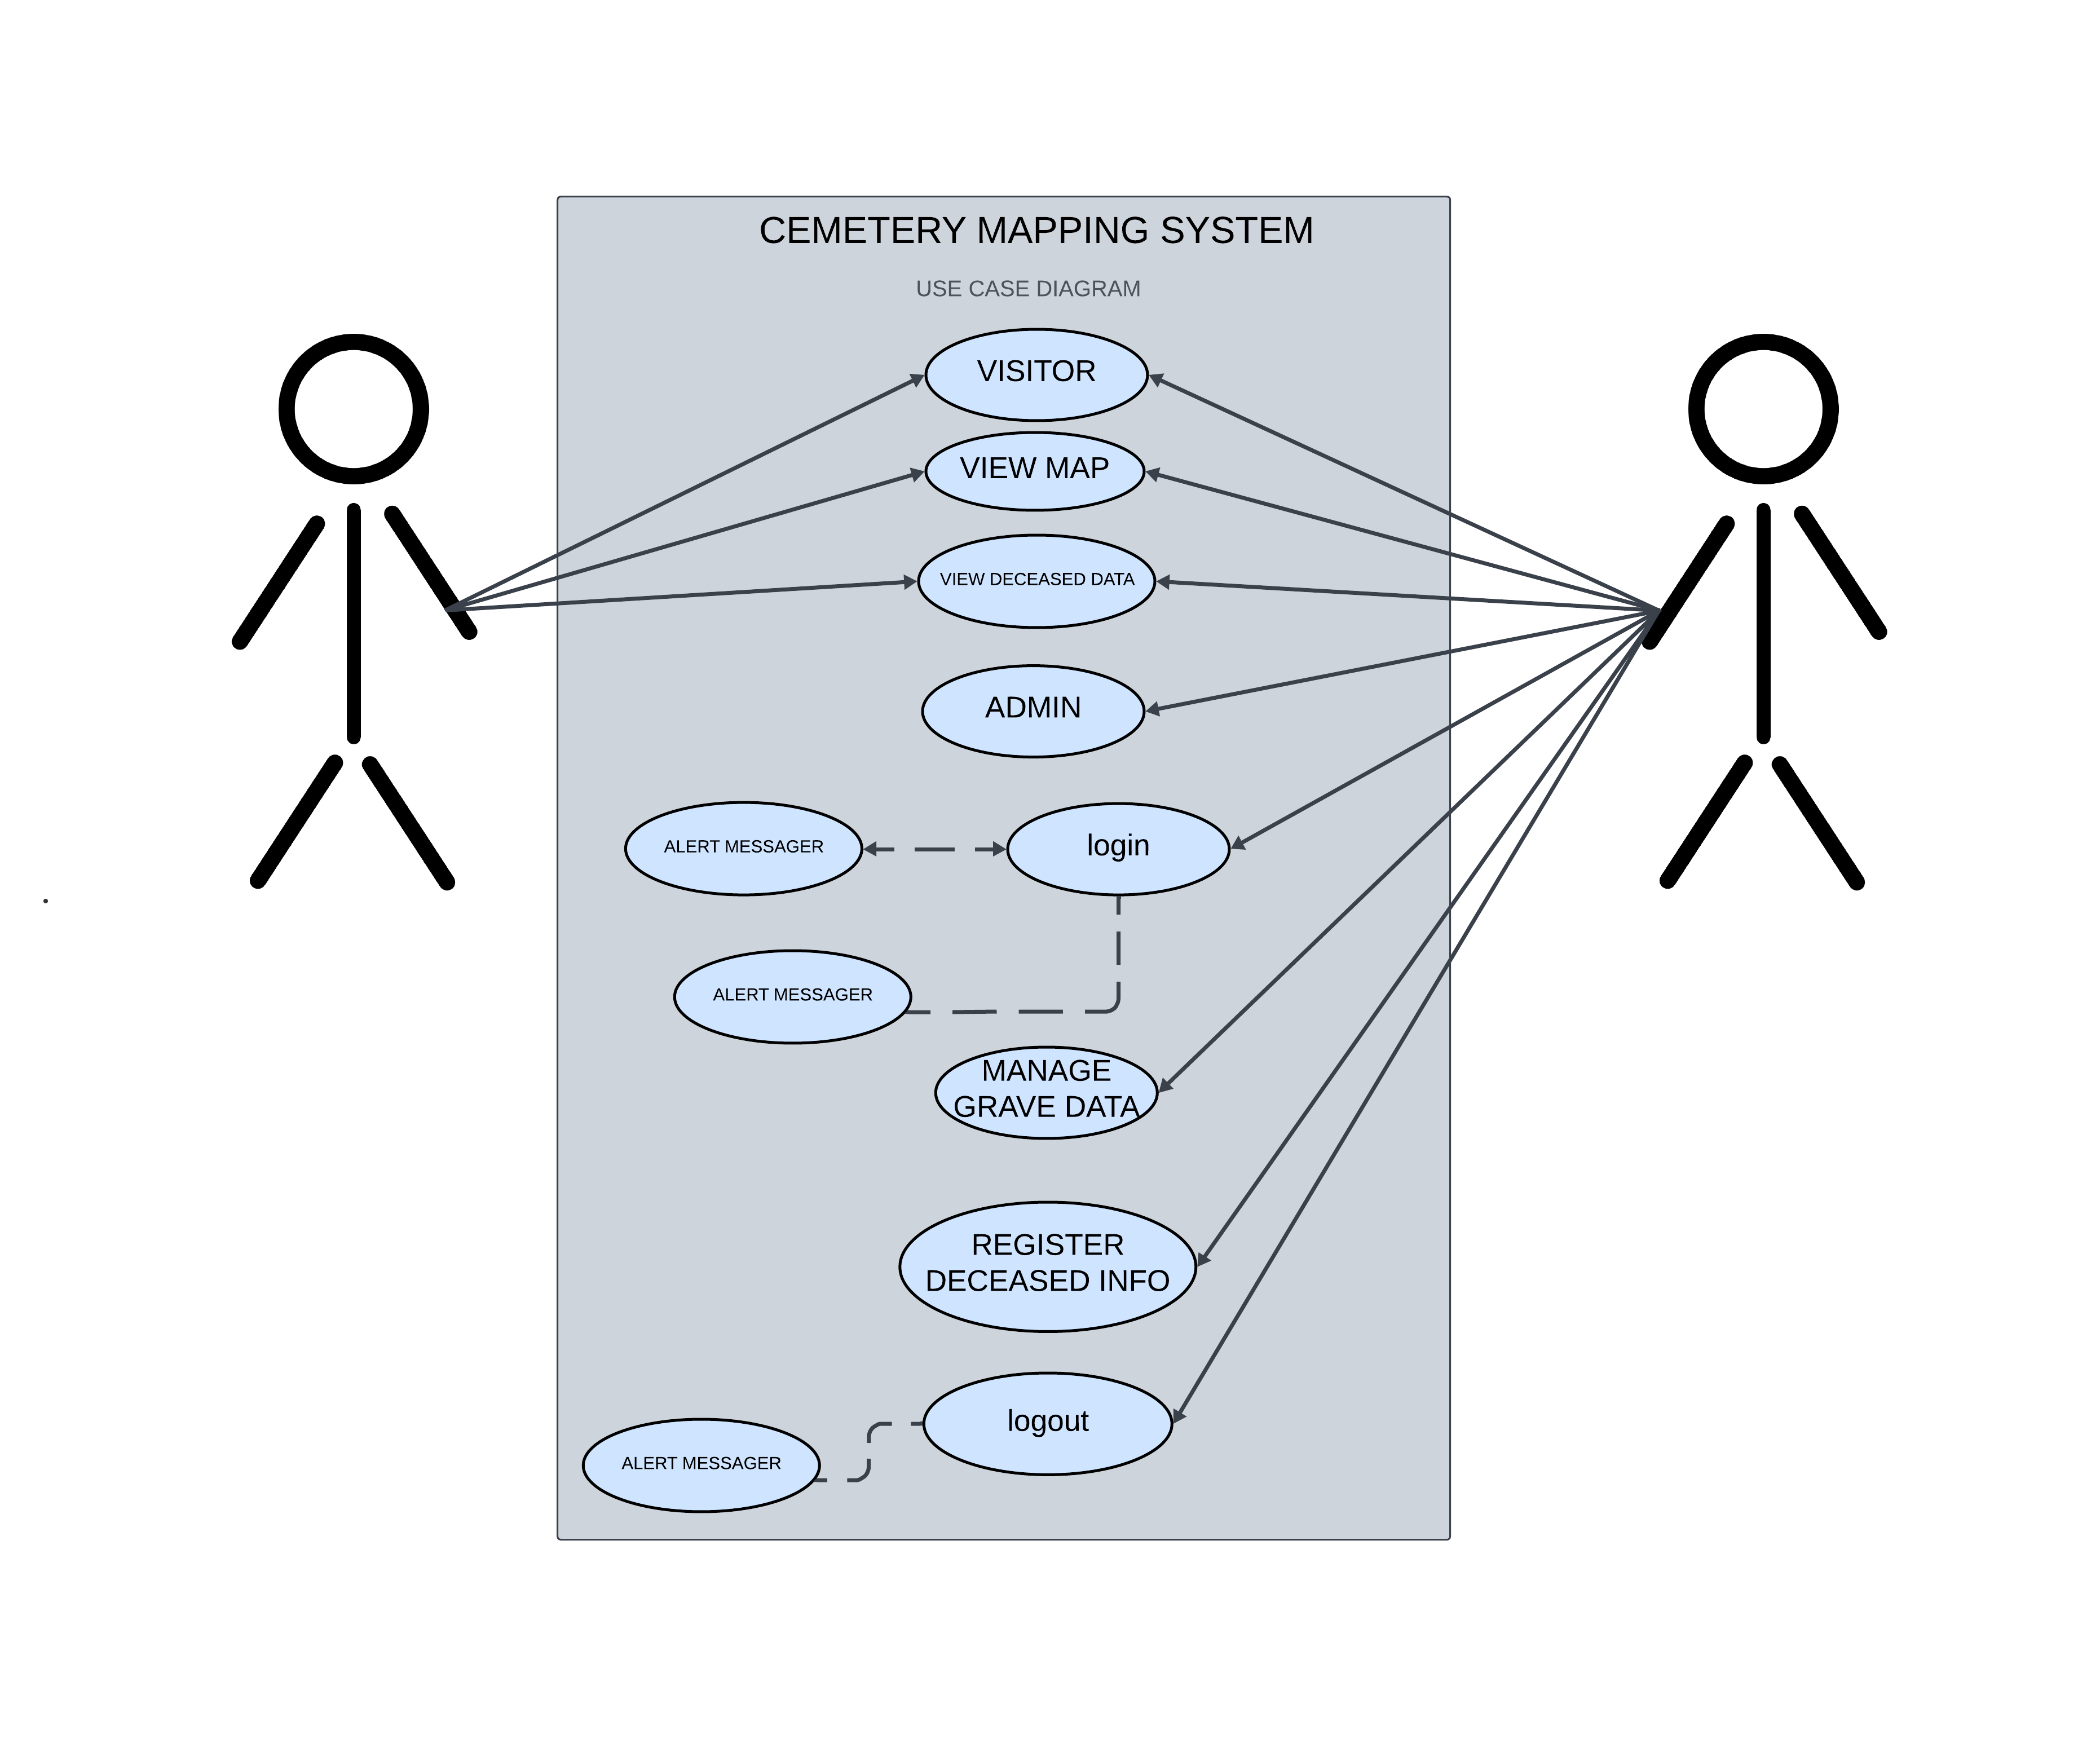 CEMETERY MAPPING SYSTEM
USE CASE DIAGRAM
VISITOR
VIEW MAP
VIEW DECEASED DATA
ADMIN
ALERT MESSAGER
login
ALERT MESSAGER
MANAGE
GRAVE DATA
REGISTER
DECEASED INFO
logout
ALERT MESSAGER